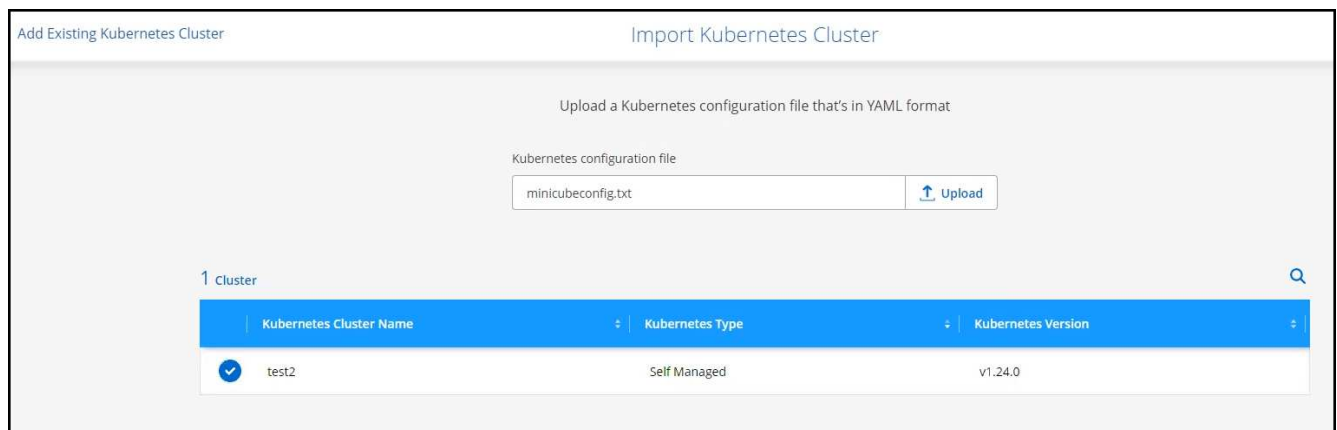 Add Existing Kubernetes Cluster
Import Kubernetes Cluster
Upload a Kubernetes configuration file that's in YAML format
Kubernetes configuration file
minicubeconfig.txt
Upload
1 Cluster
Kubernetes Cluster Name Kubernetes Type Kubernetes Version
test2 Self Managed v1.24.0